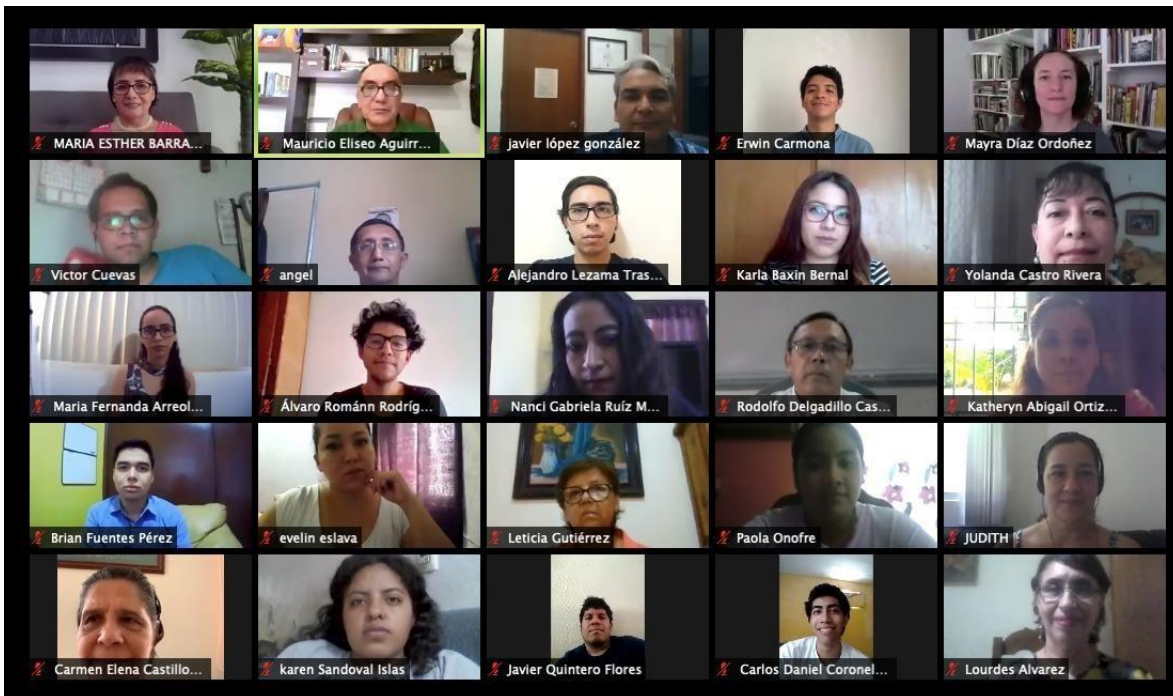 MARIA ESTHER BARRA...
Mauricio Eliseo Aguirr...
Javier lópez gonzález
Erwin Carmona
Mayra Díaz Ordoñez
Victor Cuevas
angel
Alejandro Lezama Tras...
Karla Baxin Bernal
Yolanda Castro Rivera
Maria Fernanda Arreol...
Álvaro Románn Rodríg...
Nanci Gabriela Ruíz M...
Rodolfo Delgadillo Cas...
Katheryn Abigail Ortiz...
Brian Fuentes Pérez
evelin eslava
Leticia Gutiérrez
Paola Onofre
JUDITH
Carmen Elena Castillo...
karen Sandoval Islas
Javier Quintero Flores
Carlos Daniel Coronel...
Lourdes Alvarez